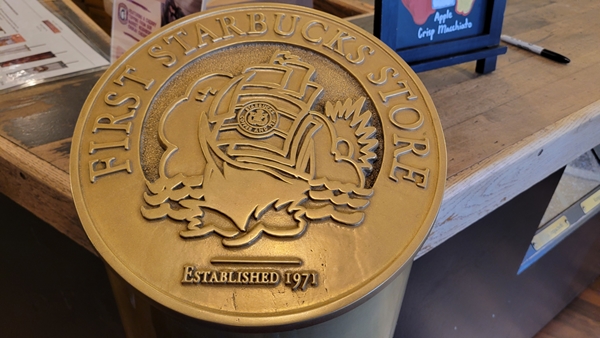 FIRST STARBUCKS STORE
ESTABLISHED 1971
Apple
Crisp Macchiato